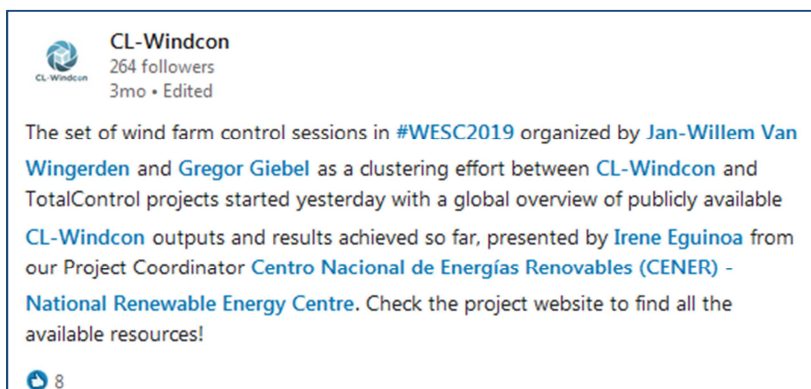 CL-Windcon
264 followers
CL-Windcon
3mo • Edited
The set of wind farm control sessions in #WESC2019 organized by Jan-Willem Van
Wingerden and Gregor Giebel as a clustering effort between CL-Windcon and
TotalControl projects started yesterday with a global overview of publicly available
CL-Windcon outputs and results achieved so far, presented by Irene Eguinoa from
our Project Coordinator Centro Nacional de Energías Renovables (CENER) -
National Renewable Energy Centre. Check the project website to find all the
available resources!
8